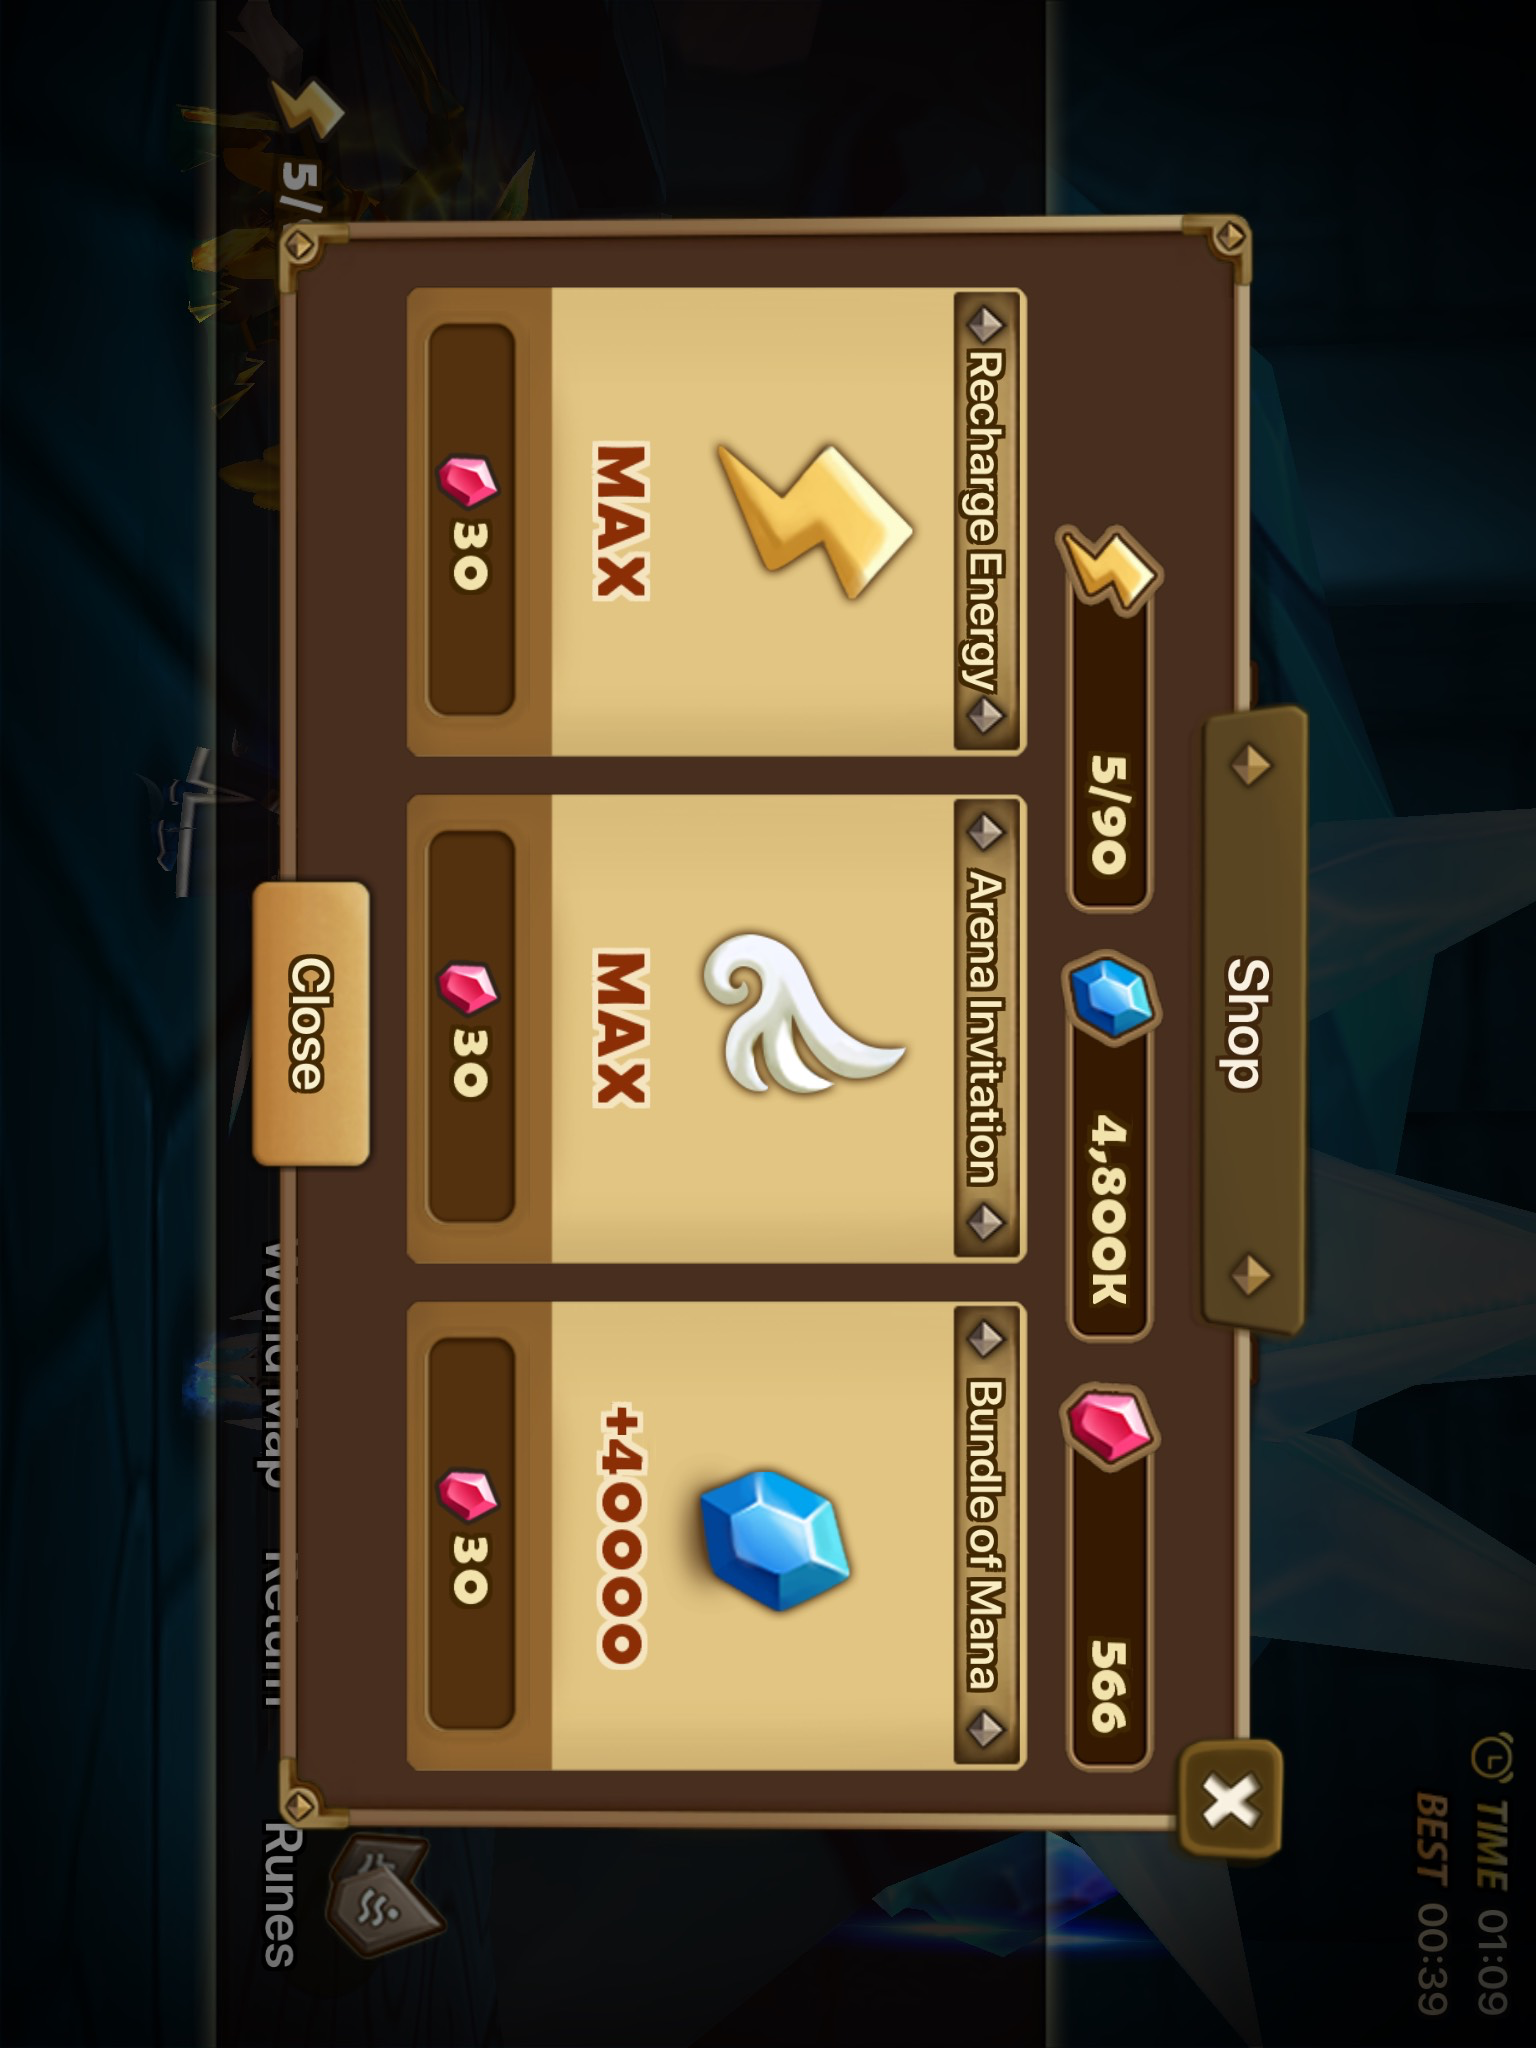 TIME 01:09
BEST 00:39
Shop
5/90
4,800K
566
Recharge Energy
MAX
30
Arena Invitation
MAX
30
Bundle of Mana
+40000
30
Close
5/
World Map
Return
Runes